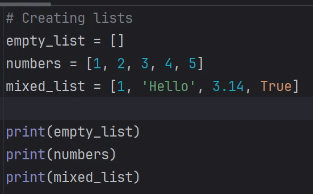 # Creating lists
empty_list = []
numbers = [1, 2, 3, 4, 5]
mixed_list = [1, 'Hello', 3.14, True]
print(empty_list)
print(numbers)
print(mixed_list)